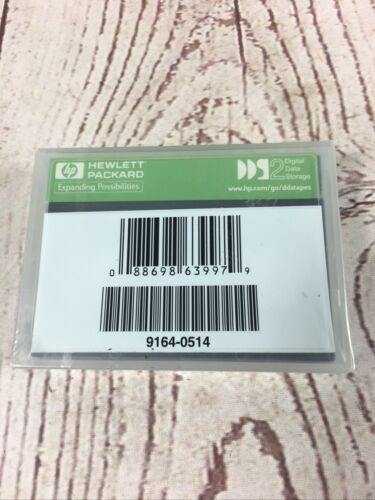 hp HEWLETT PACKARD
Expanding Possibilities
DDS2 Digital Data Storage
www.hp.com/go/ddstapes
0 88698 63997 9
9164-0514